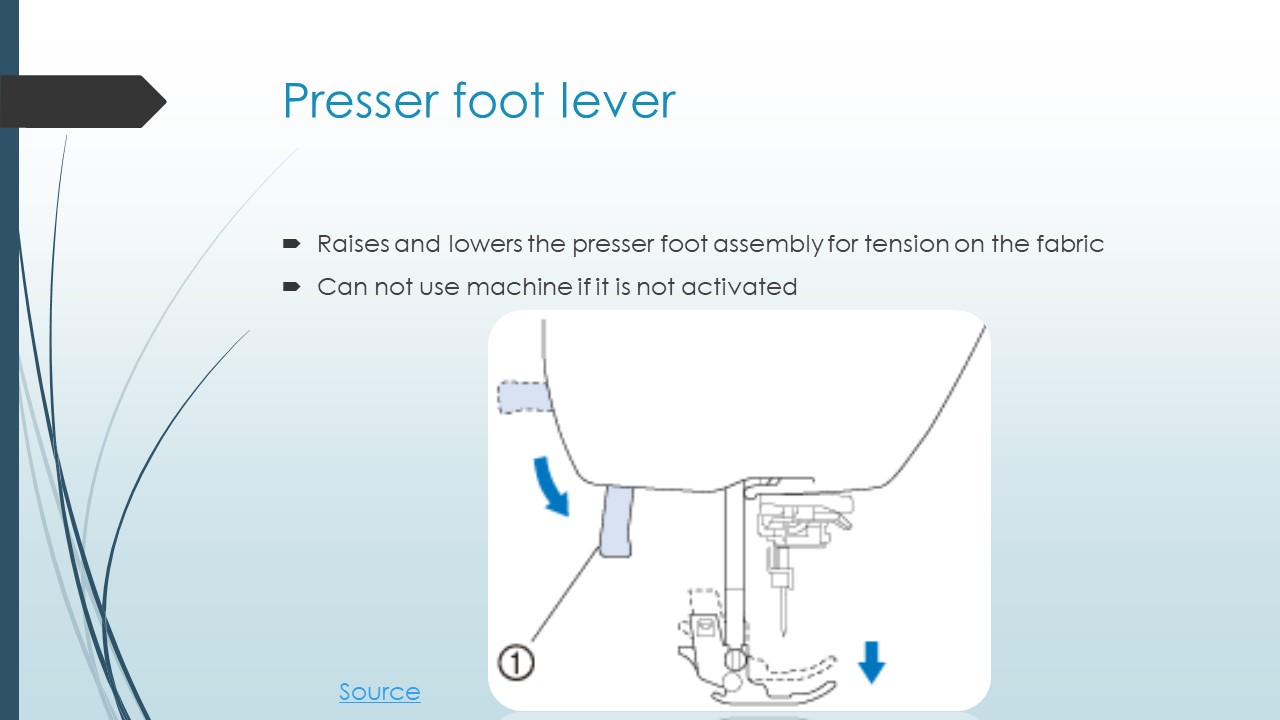 Presser foot lever
Raises and lowers the presser foot assembly for tension on the fabric
Can not use machine if it is not activated
1
Source